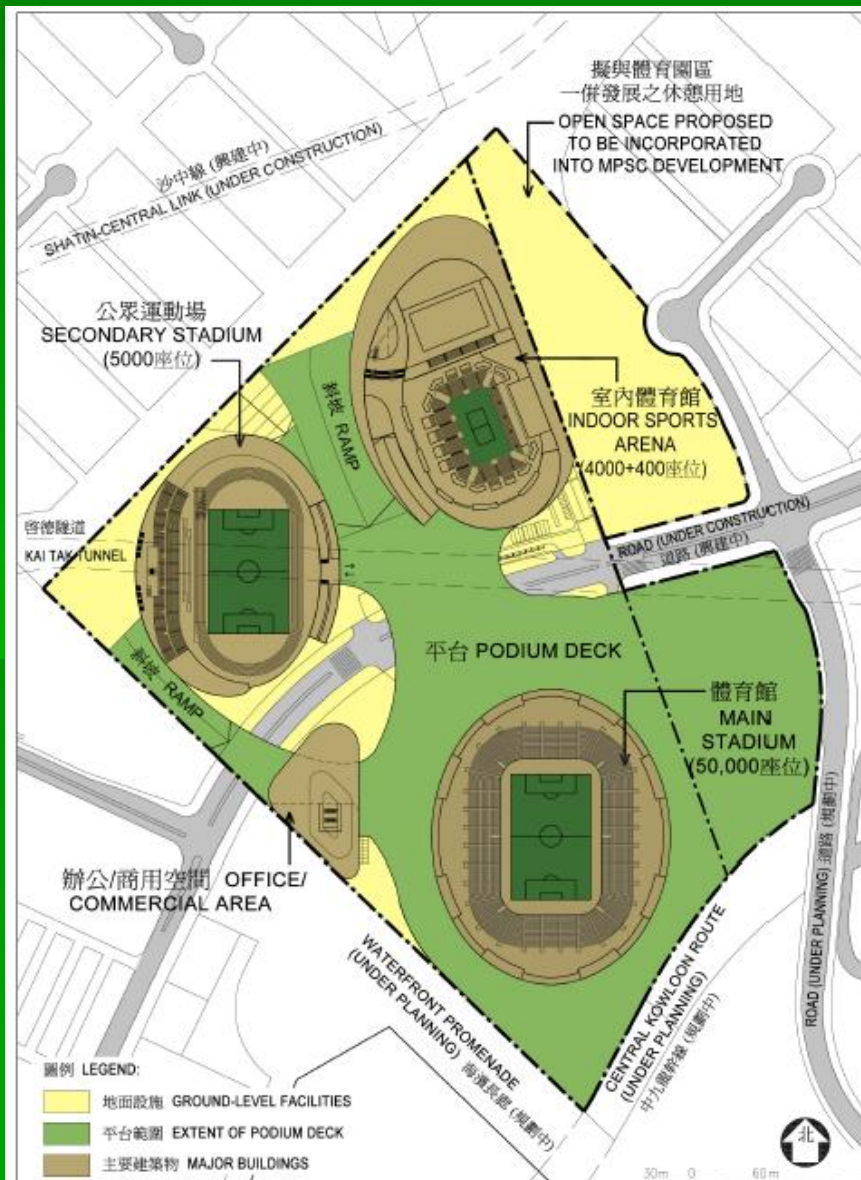 擬與體育園區
一併發展之休憩用地
OPEN SPACE PROPOSED
TO BE INCORPORATED
INTO MPSC DEVELOPMENT
沙中線 (興建中)
SHATIN-CENTRAL LINK (UNDER CONSTRUCTION)
公眾運動場
SECONDARY STADIUM
(5000座位)
斜坡 RAMP
室內體育館
INDOOR SPORTS
ARENA
(4000+400座位)
啓德隧道
KAI TAK TUNNEL
ROAD (UNDER CONSTRUCTION)
道路 (興建中)
平台 PODIUM DECK
斜坡 RAMP
體育館
MAIN
STADIUM
(50,000座位)
辦公/商用空間 OFFICE/
COMMERCIAL AREA
WATERFRONT PROMENADE
(UNDER PLANNING) 海濱長廊 (規劃中)
CENTRAL KOWLOON ROUTE
(UNDER PLANNING)
中九龍幹線 (規劃中)
ROAD (UNDER PLANNING) 道路 (規劃中)
圖例 LEGEND:
地面設施 GROUND-LEVEL FACILITIES
平台範圍 EXTENT OF PODIUM DECK
主要建築物 MAJOR BUILDINGS
北
30m 0 60m